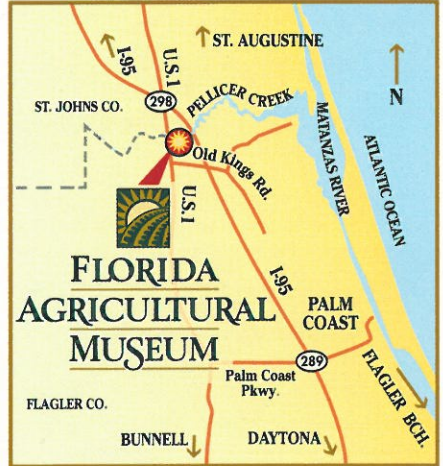 I-95
U.S.1
ST. AUGUSTINE
N
ST. JOHNS CO.
298
PELLICER CREEK
MATANZAS RIVER
ATLANTIC OCEAN
Old Kings Rd.
U.S.1
FLORIDA
AGRICULTURAL
MUSEUM
I-95
PALM
COAST
289
Palm Coast
Pkwy.
FLAGLER BCH.
FLAGLER CO.
BUNNELL
DAYTONA